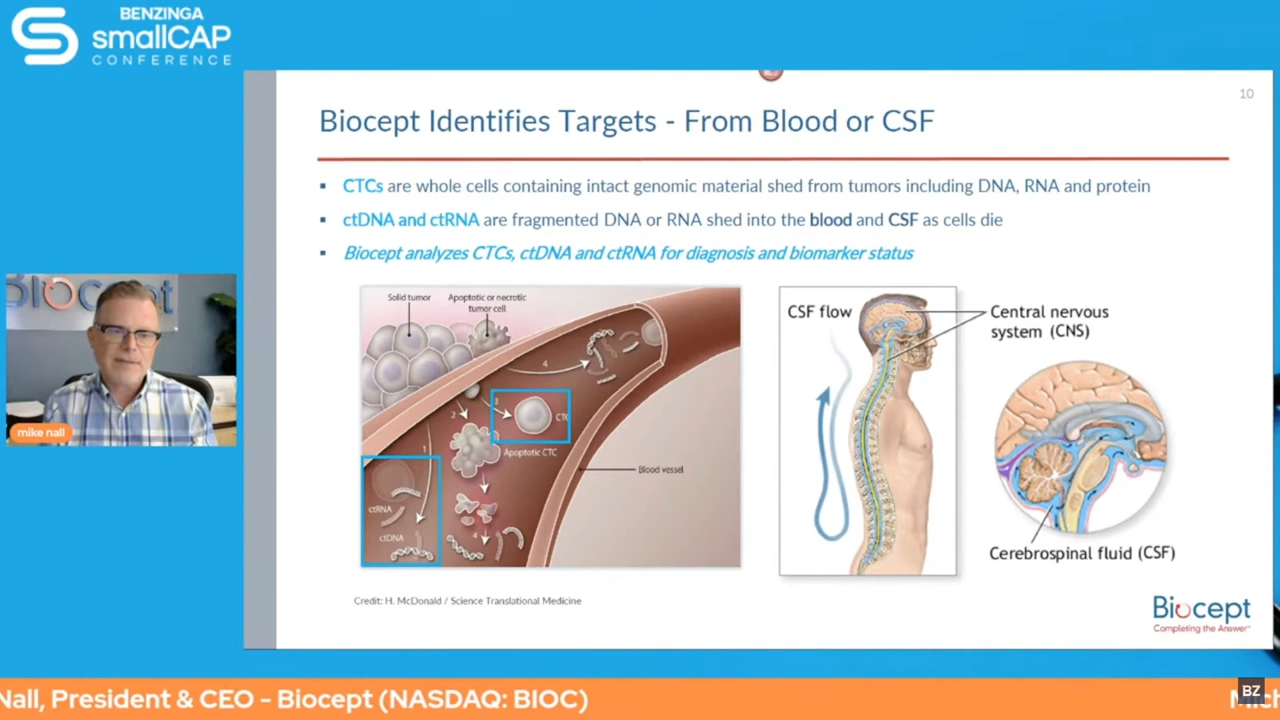 BENZINGA
smallCAP
CONFERENCE
10
Biocept Identifies Targets - From Blood or CSF
▪ CTCs are whole cells containing intact genomic material shed from tumors including DNA, RNA and protein
▪ ctDNA and ctRNA are fragmented DNA or RNA shed into the blood and CSF as cells die
▪ Biocept analyzes CTCs, ctDNA and ctRNA for diagnosis and biomarker status
Solid tumor
Apoptotic or necrotic
tumor cell
4
3
2
CTC
1
Apoptotic CTC
Blood vessel
ctRNA
ctDNA
4
CSF flow
Central nervous
system (CNS)
Cerebrospinal fluid (CSF)
Credit: H. McDonald / Science Translational Medicine
Biocept
Completing the Answer
Biocept
mike nall
Nall, President & CEO - Biocept (NASDAQ: BIOC)
BZ